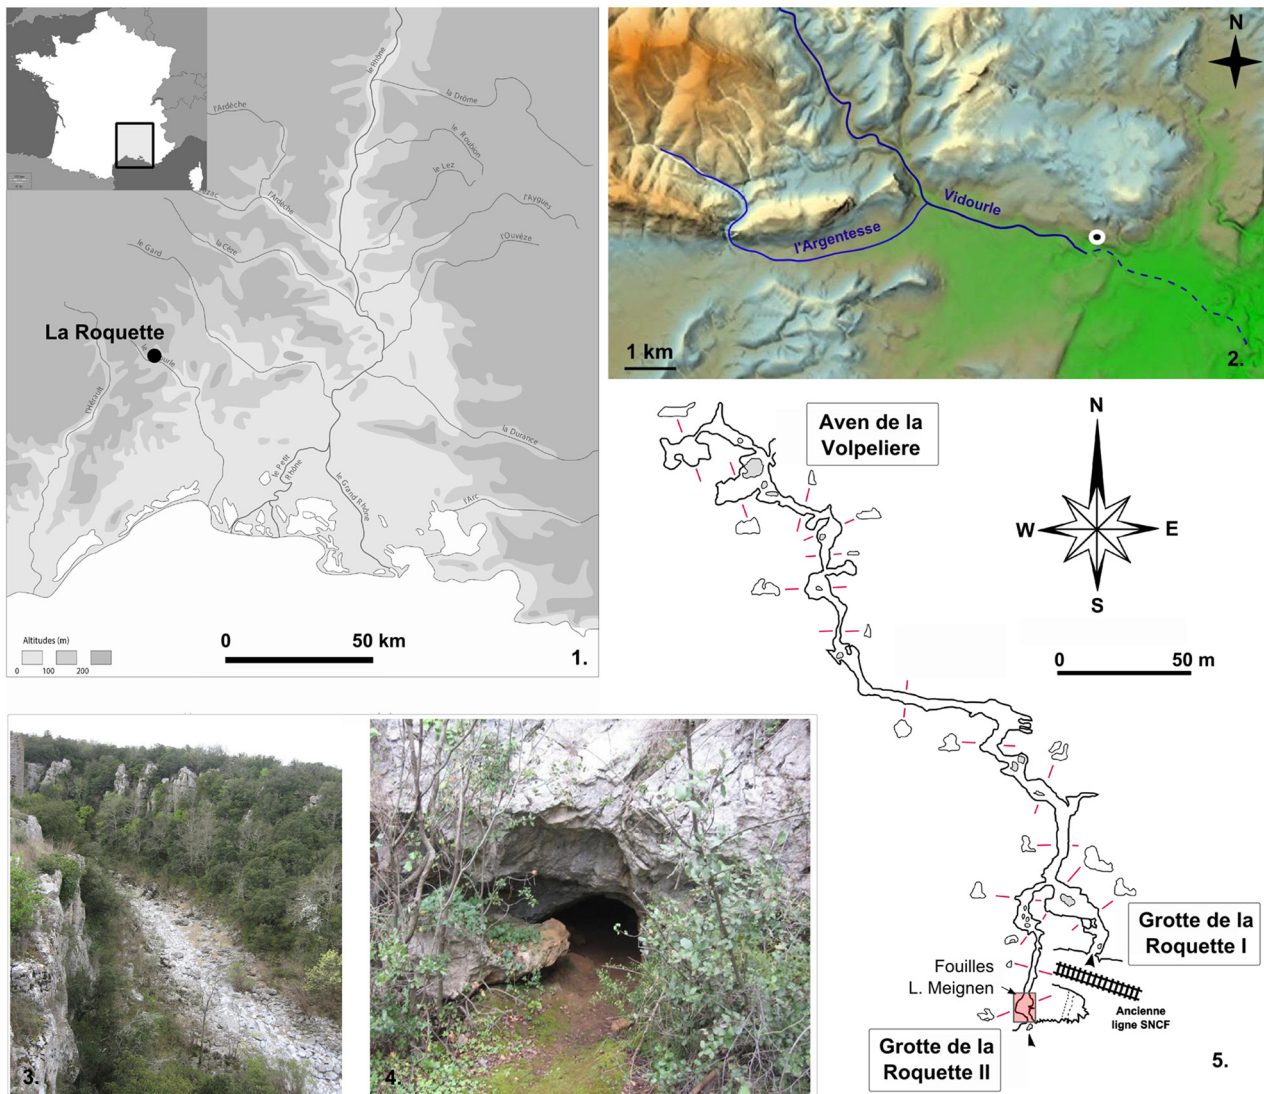 le Rhône
la Drôme
l'Ardèche
le Roubion
le Lez
l'Ardèche
l'Aygues
l'Ouvèze
la Cèze
le Gard
La Roquette
l'Hérault
la Durance
le Petit
Rhône
le Grand Rhône
l'Arc
Altitudes (m)
0 100 200
0 50 km
1.
N
Vidourle
l'Argentesse
1 km
2.
Aven de la
Volpeliere
N
W E
S
0 50 m
Grotte de la
Roquette I
Fouilles
L. Meignen
Ancienne
ligne SNCF
Grotte de la
Roquette II
3.
4.
5.